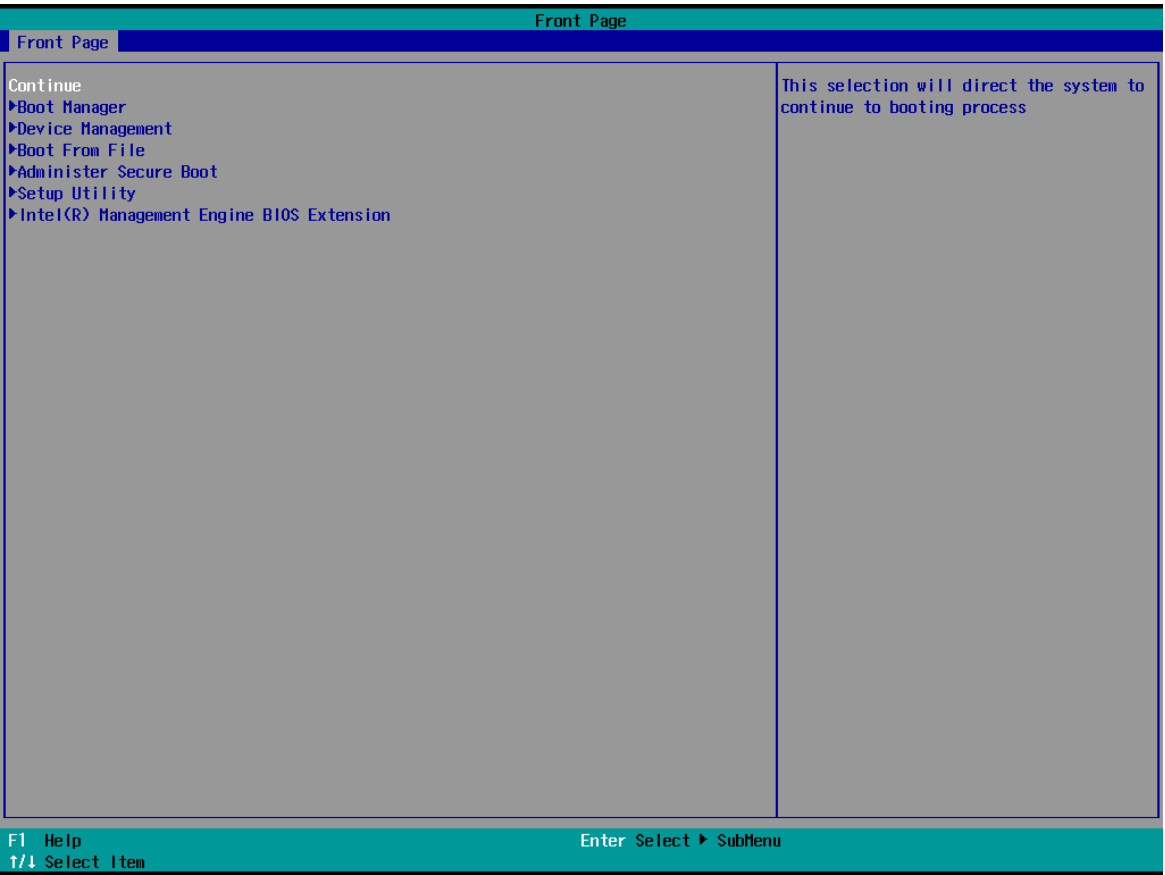 Front Page
Front Page
Continue
▶Boot Manager
▶Device Management
▶Boot From File
▶Administer Secure Boot
▶Setup Utility
▶Intel(R) Management Engine BIOS Extension
This selection will direct the system to
continue to booting process
F1 Help
↑/↓ Select Item
Enter Select ▶ SubMenu